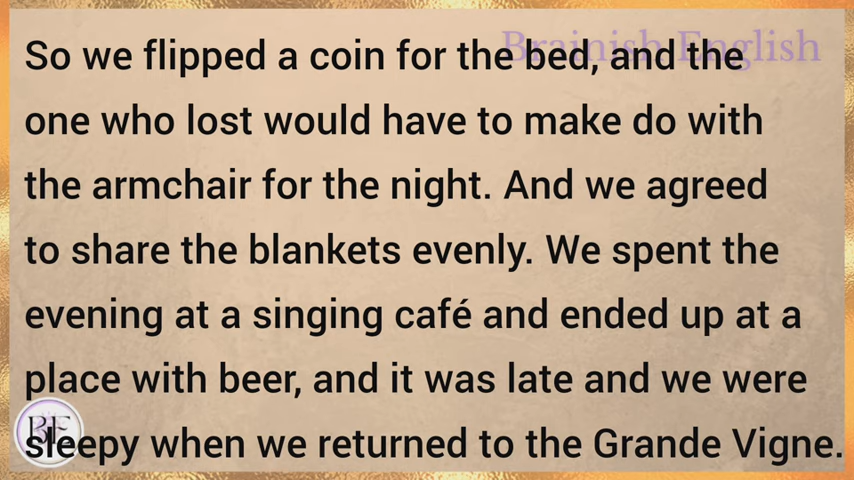 Brainish English
So we flipped a coin for the bed, and the
one who lost would have to make do with
the armchair for the night. And we agreed
to share the blankets evenly. We spent the
evening at a singing café and ended up at a
place with beer, and it was late and we were
sleepy when we returned to the Grande Vigne.